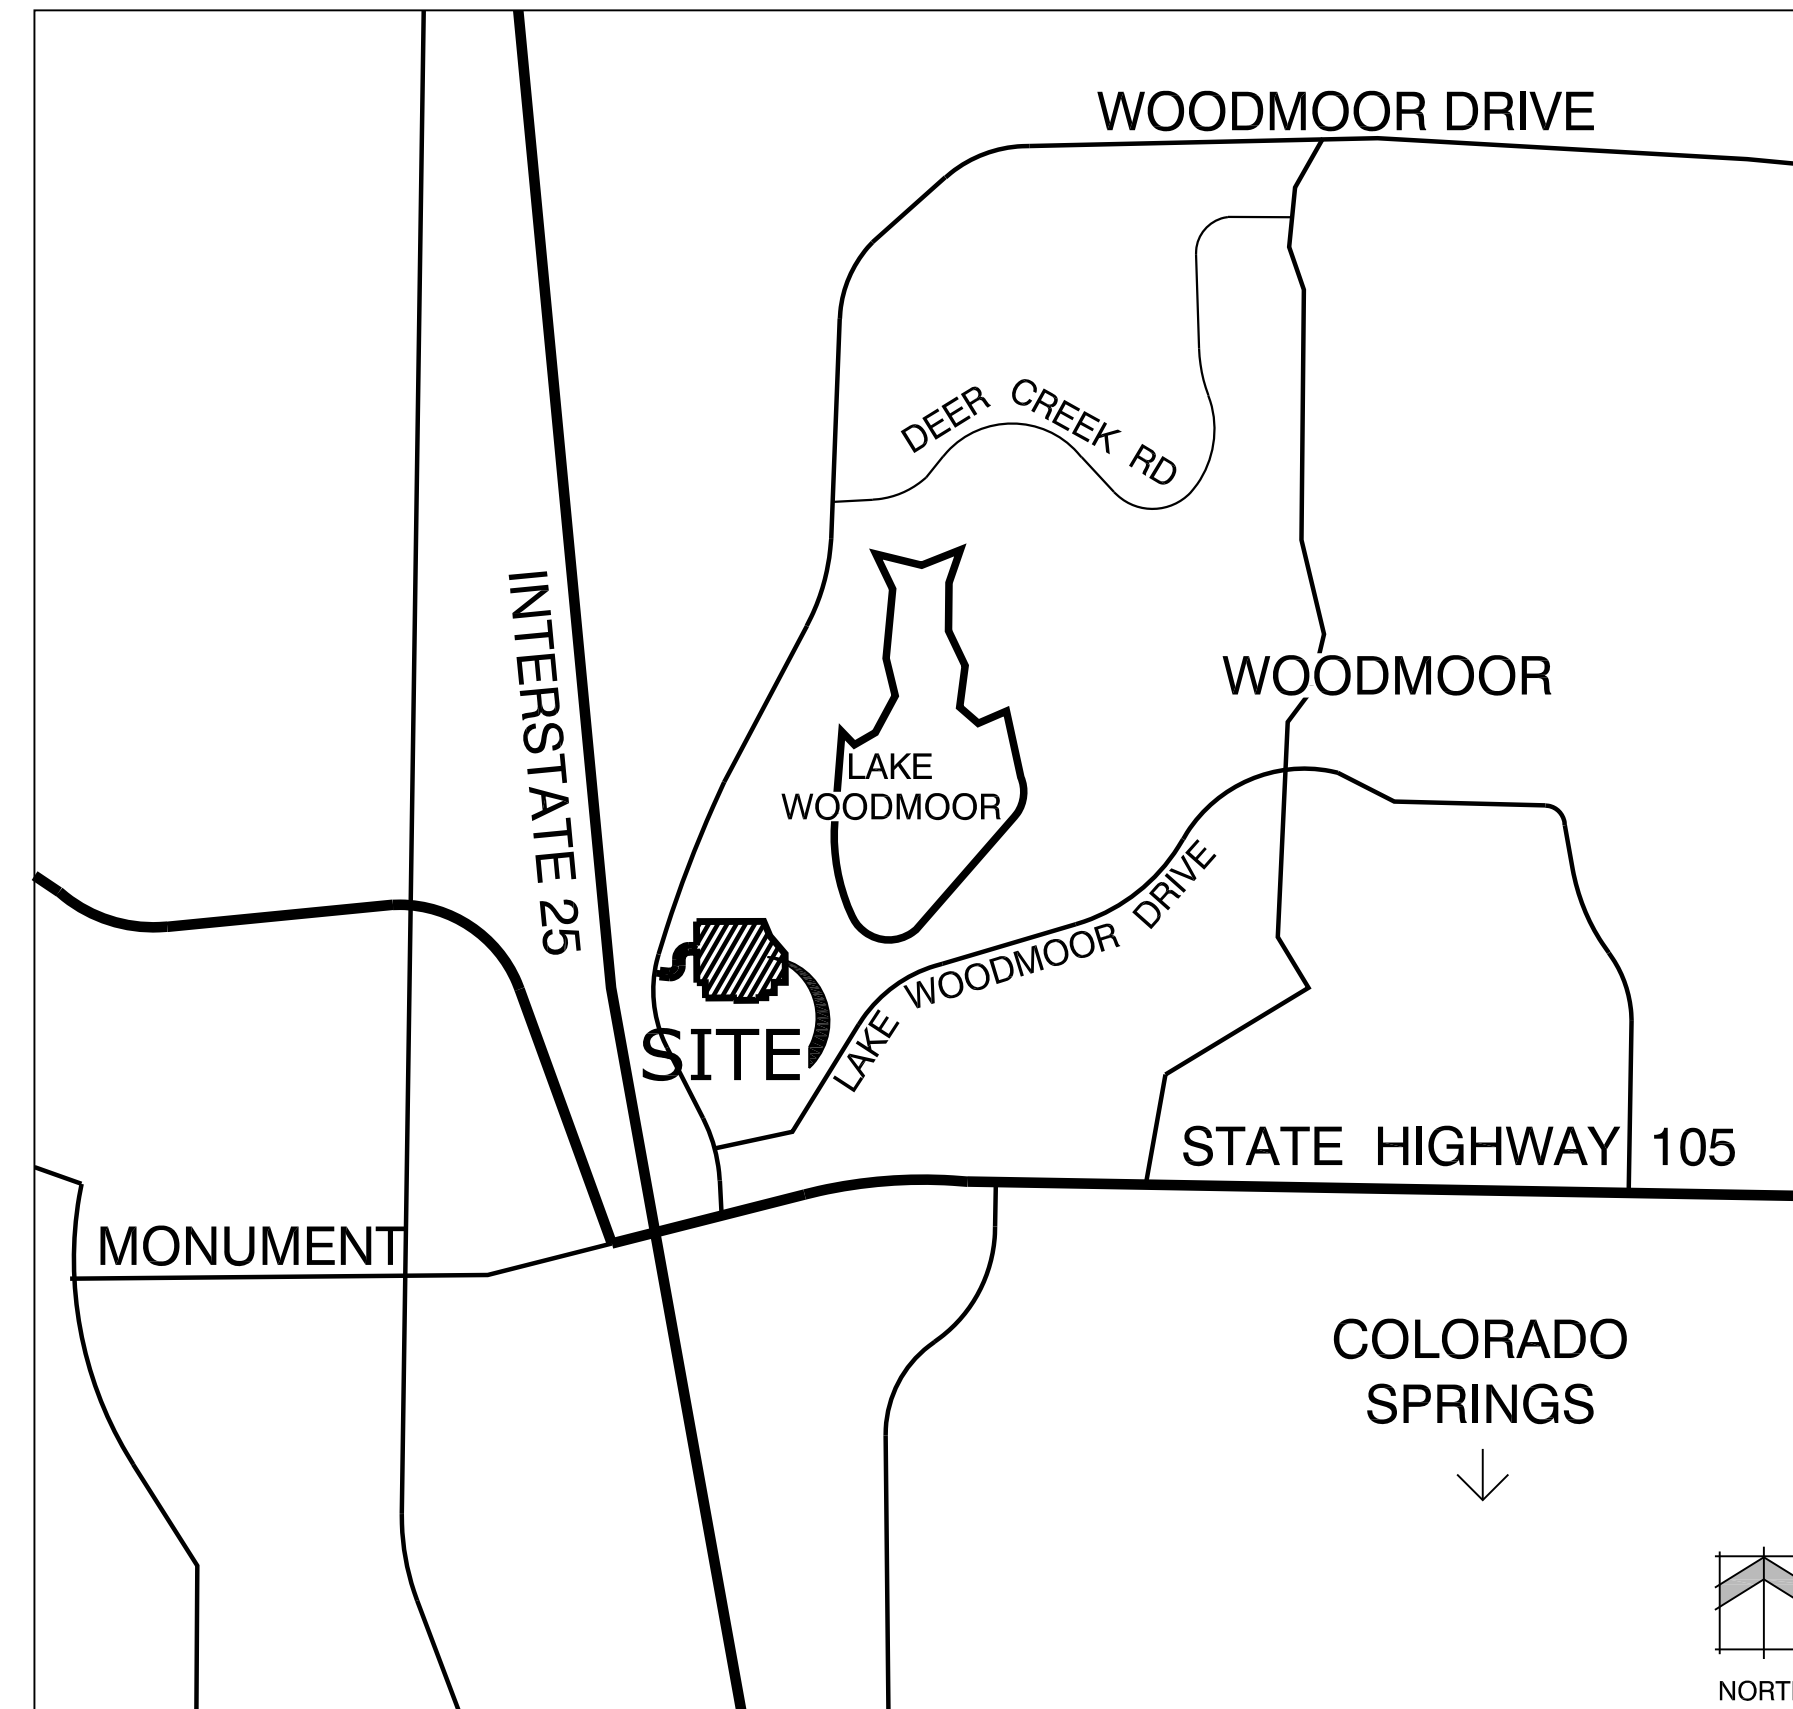 WOODMOOR DRIVE
DEER CREEK RD
INTERSTATE 25
WOODMOOR
LAKE
WOODMOOR
LAKE WOODMOOR DRIVE
SITE
STATE HIGHWAY 105
MONUMENT
COLORADO
SPRINGS
NORT